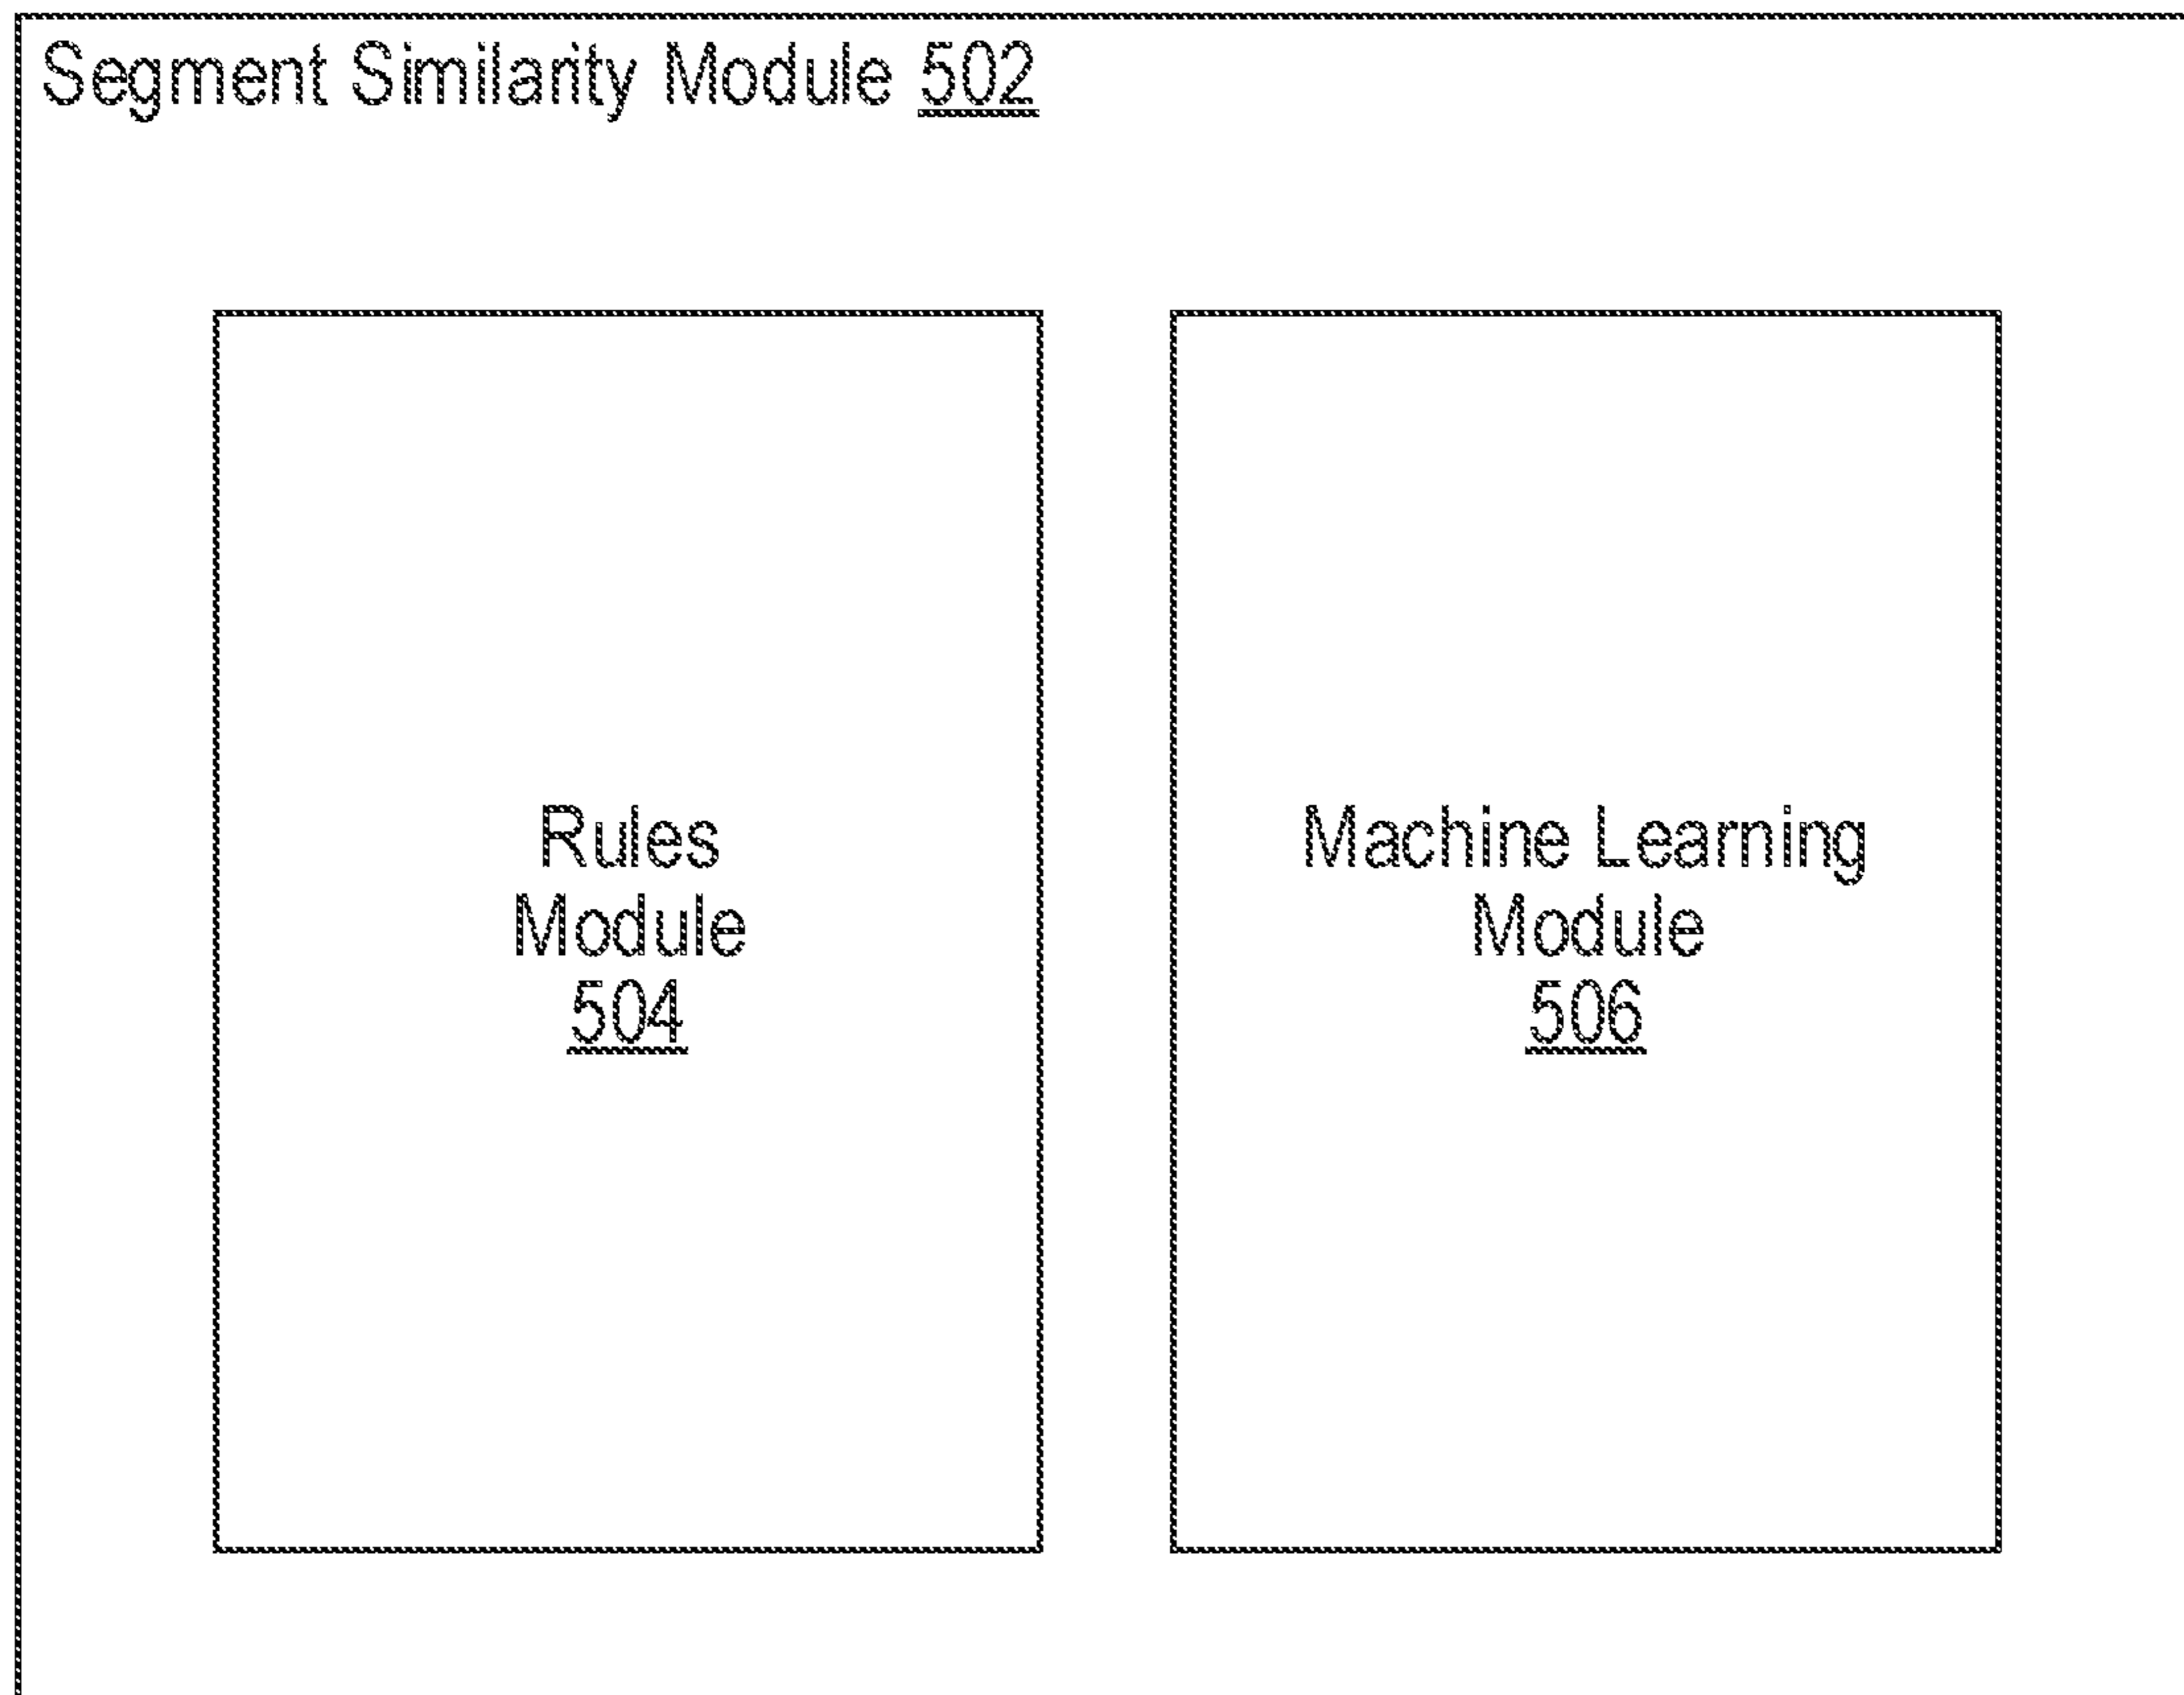 Segment Similarity Module 502
Rules
Module
504
Machine Learning
Module
506